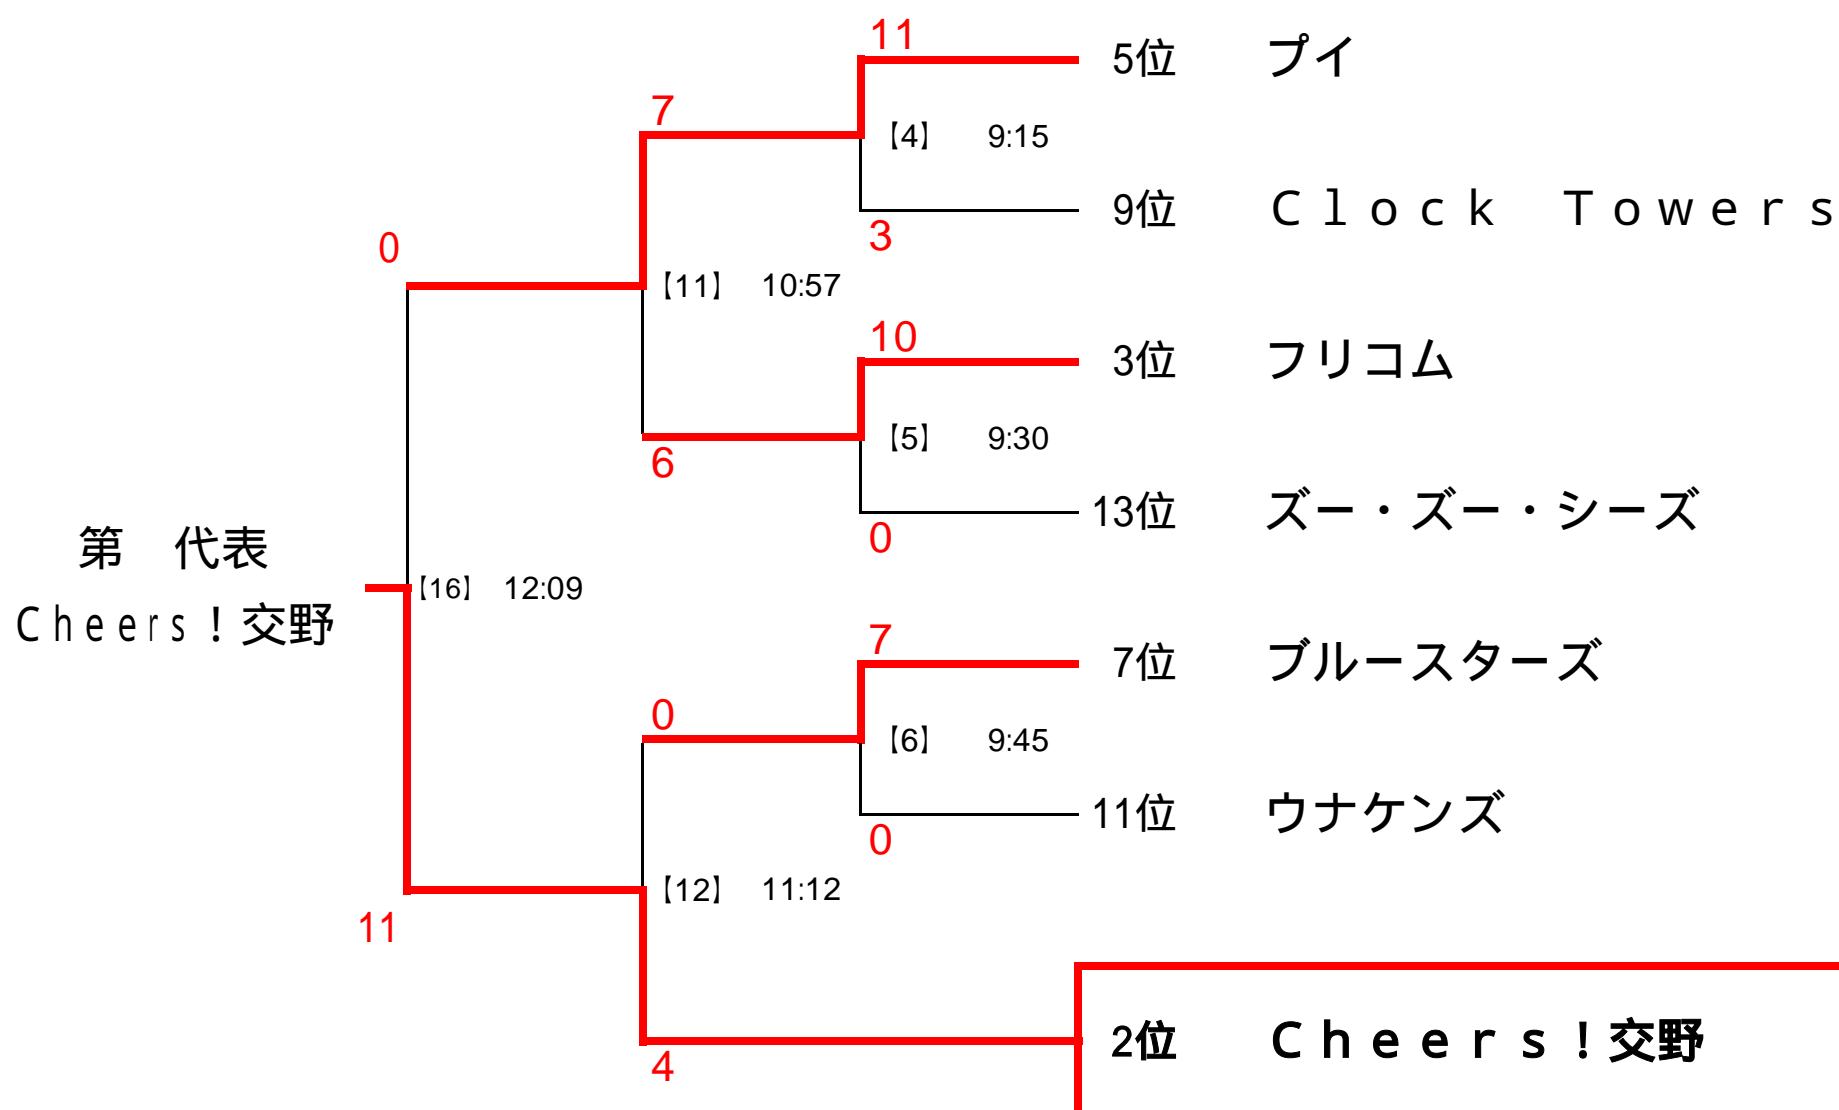 11
5位 プイ
7
【4】 9:15
9位 Ｃｌｏｃｋ　Ｔｏｗｅｒｓ
3
0
【11】 10:57
10
3位 フリコム
【5】 9:30
6
13位 ズー・ズー・シーズ
0
第　代表
【16】 12:09
Ｃｈｅｅｒｓ！交野
7
7位 ブルースターズ
0
【6】 9:45
11位 ウナケンズ
0
【12】 11:12
11
2位 Ｃｈｅｅｒｓ！交野
4